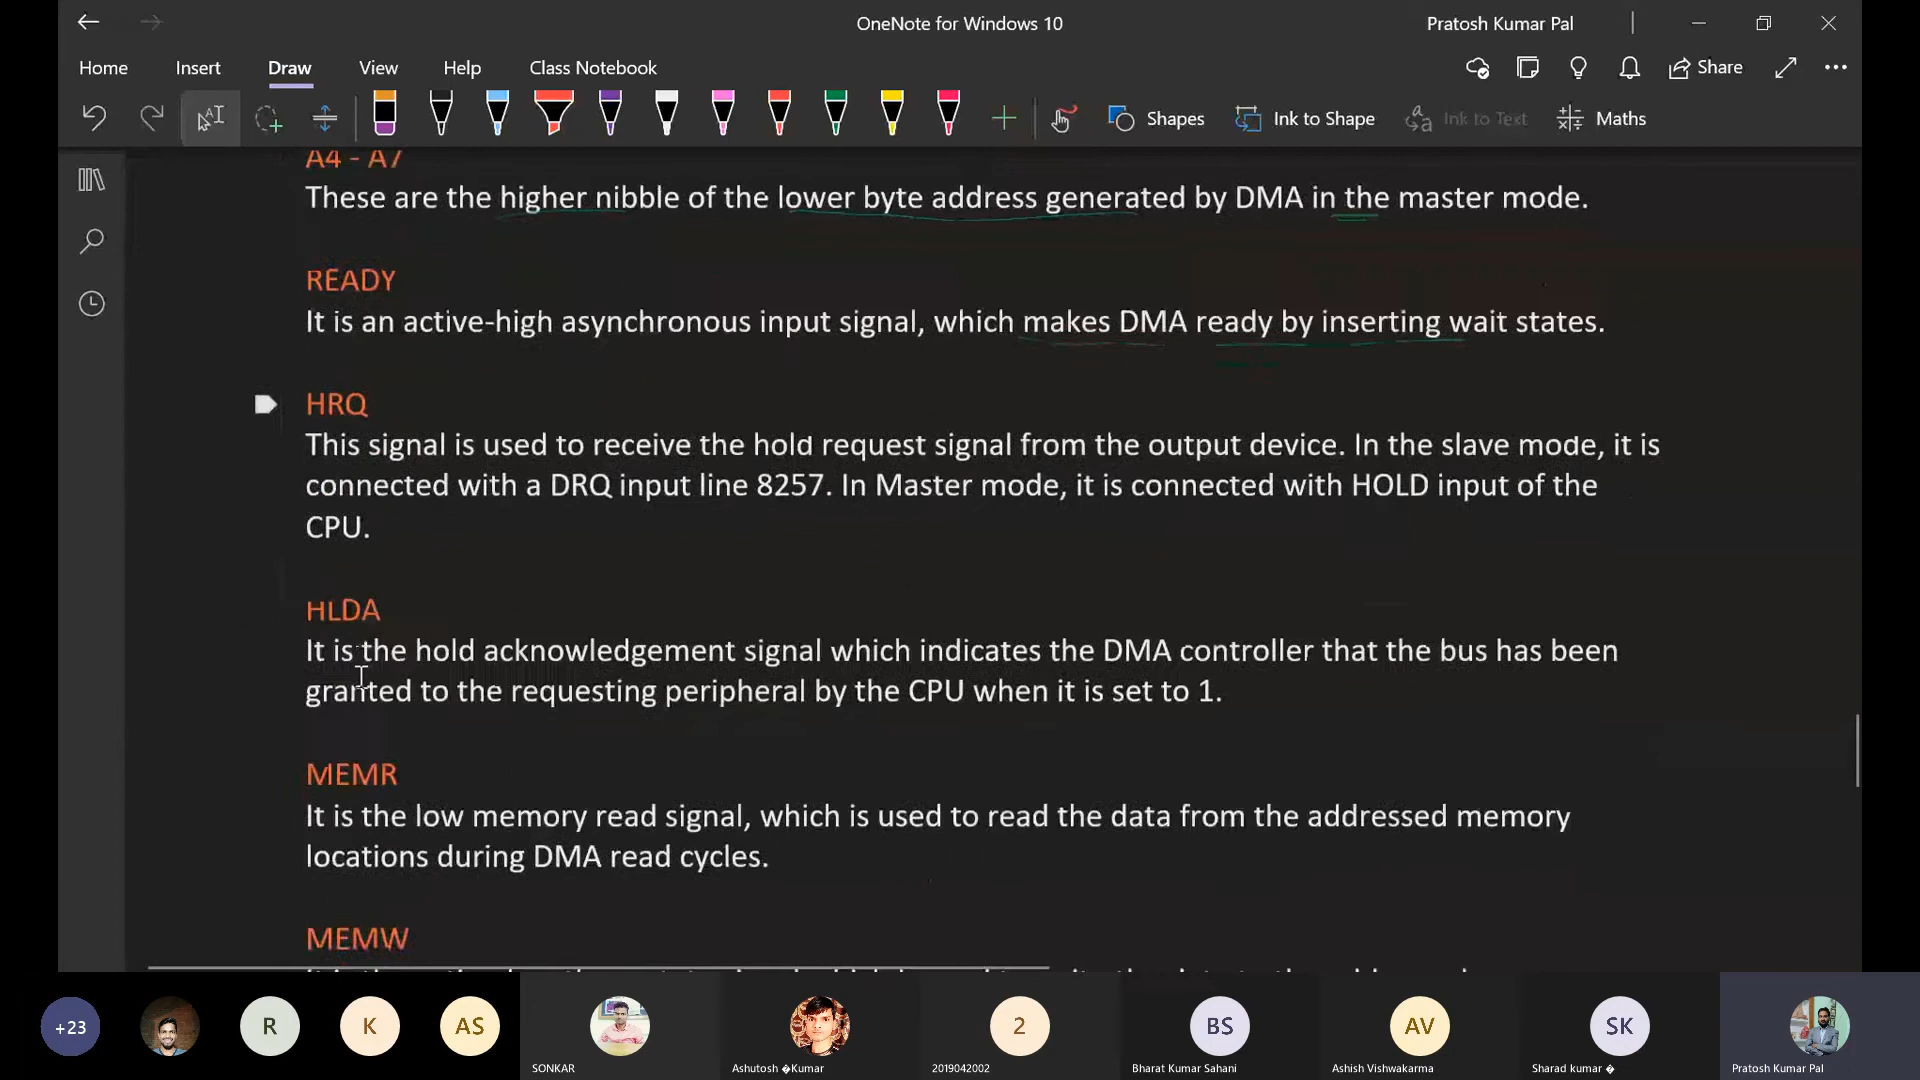 OneNote for Windows 10
Pratosh Kumar Pal
Home Insert Draw View Help Class Notebook
Share
Shapes Ink to Shape Ink to Text Maths
A4 - A7
These are the higher nibble of the lower byte address generated by DMA in the master mode.
READY
It is an active-high asynchronous input signal, which makes DMA ready by inserting wait states.
HRQ
This signal is used to receive the hold request signal from the output device. In the slave mode, it is
connected with a DRQ input line 8257. In Master mode, it is connected with HOLD input of the
CPU.
HLDA
It is the hold acknowledgement signal which indicates the DMA controller that the bus has been
granted to the requesting peripheral by the CPU when it is set to 1.
MEMR
It is the low memory read signal, which is used to read the data from the addressed memory
locations during DMA read cycles.
MEMW
+23 R K AS 2 BS AV SK
SONKAR Ashutosh �Kumar 2019042002 Bharat Kumar Sahani Ashish Vishwakarma Sharad kumar � Pratosh Kumar Pal